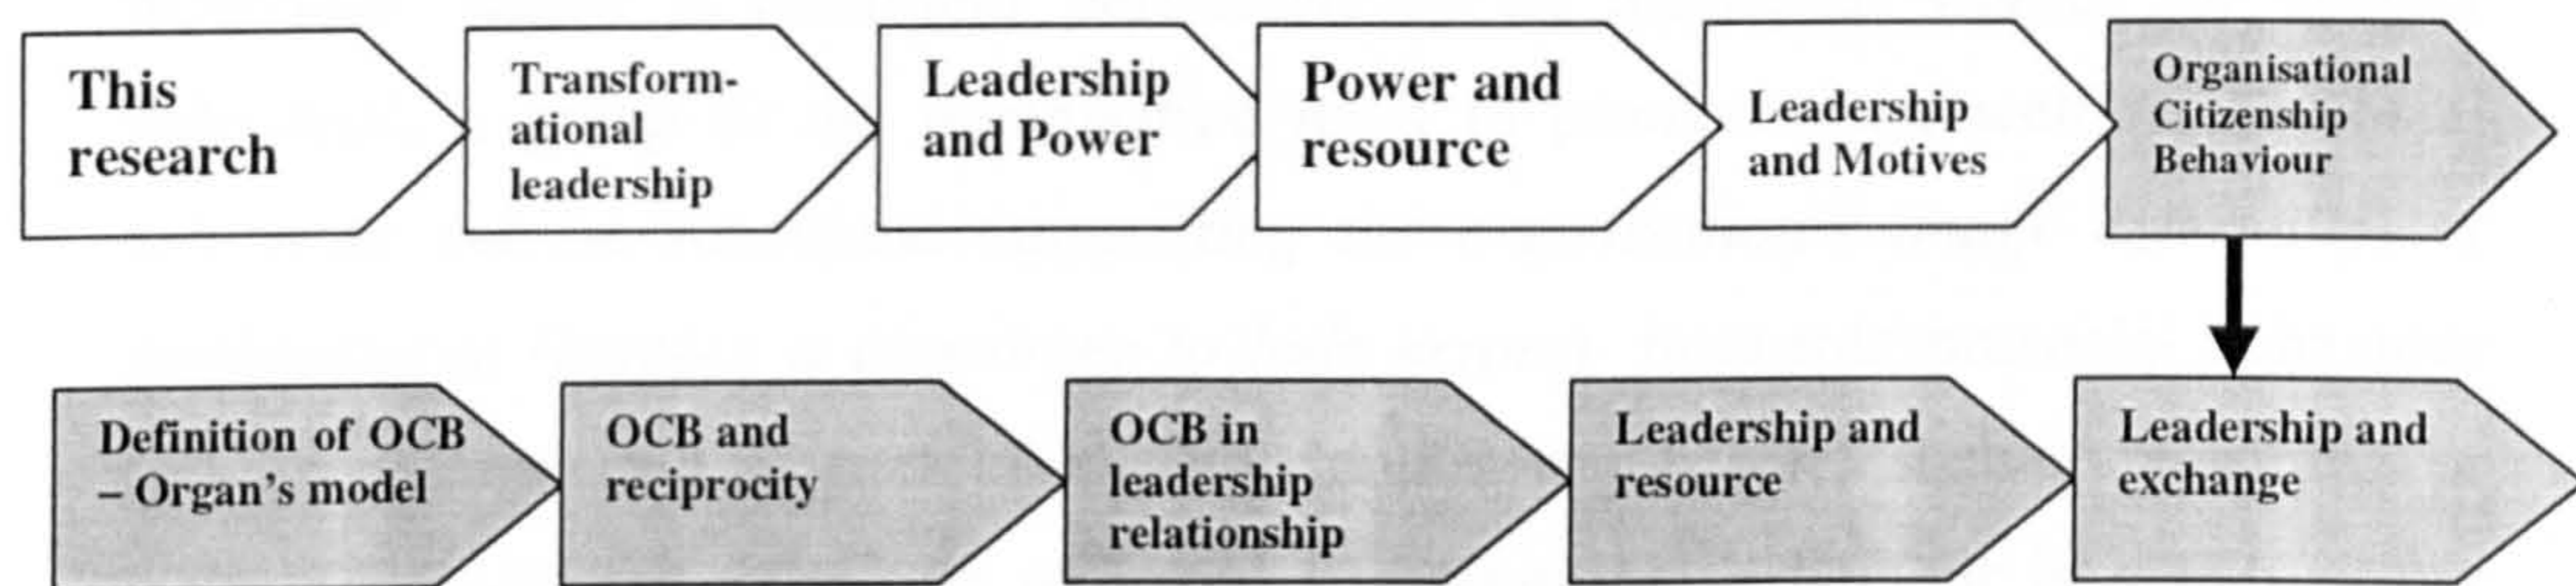 This
research
Transform-
ational
leadership
Leadership
and Power
Power and
resource
Leadership
and Motives
Organisational
Citizenship
Behaviour
Definition of OCB
– Organ's model
OCB and
reciprocity
OCB in
leadership
relationship
Leadership and
resource
Leadership and
exchange